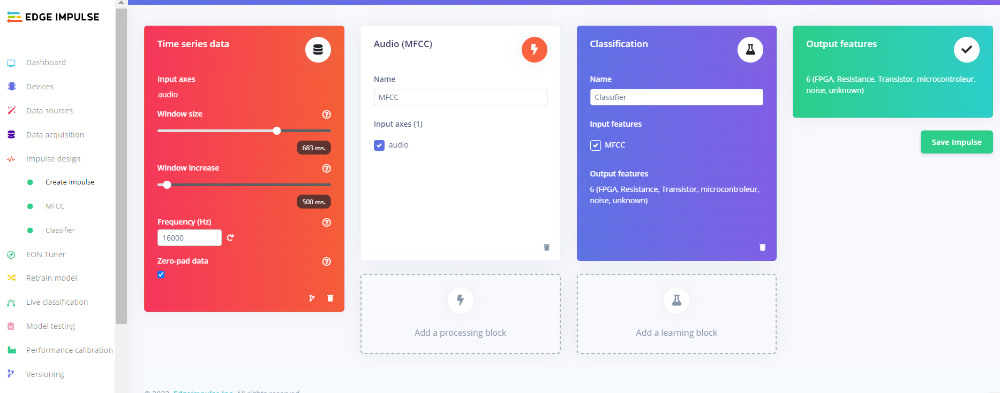 EDGE IMPULSE
Dashboard
Devices
Data sources
Data acquisition
Impulse design
Create impulse
MFCC
Classifier
EON Tuner
Retrain model
Live classification
Model testing
Performance calibration
Versioning
Time series data
Input axes
audio
Window size
683 ms.
Window increase
500 ms.
Frequency (Hz)
16000
Zero-pad data
Audio (MFCC)
Name
MFCC
Input axes (1)
audio
Add a processing block
Classification
Name
Classifier
Input features
MFCC
Output features
6 (FPGA, Resistance, Transistor, microcontroleur,
noise, unknown)
Add a learning block
Output features
6 (FPGA, Resistance, Transistor, microcontroleur,
noise, unknown)
Save Impulse
© 2023 EdgeImpulse Inc. All rights reserved